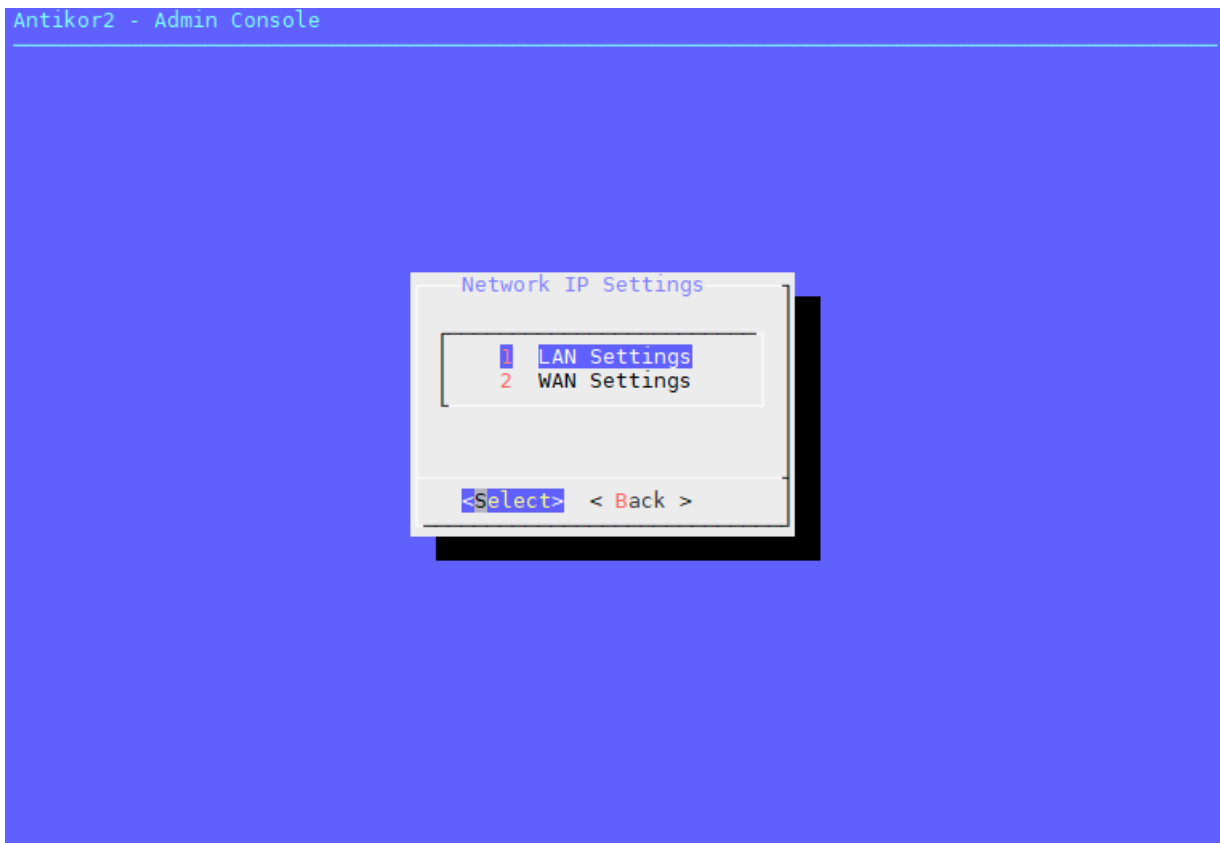 Antikor2 - Admin Console
Network IP Settings
1 LAN Settings
2 WAN Settings
<Select> < Back >